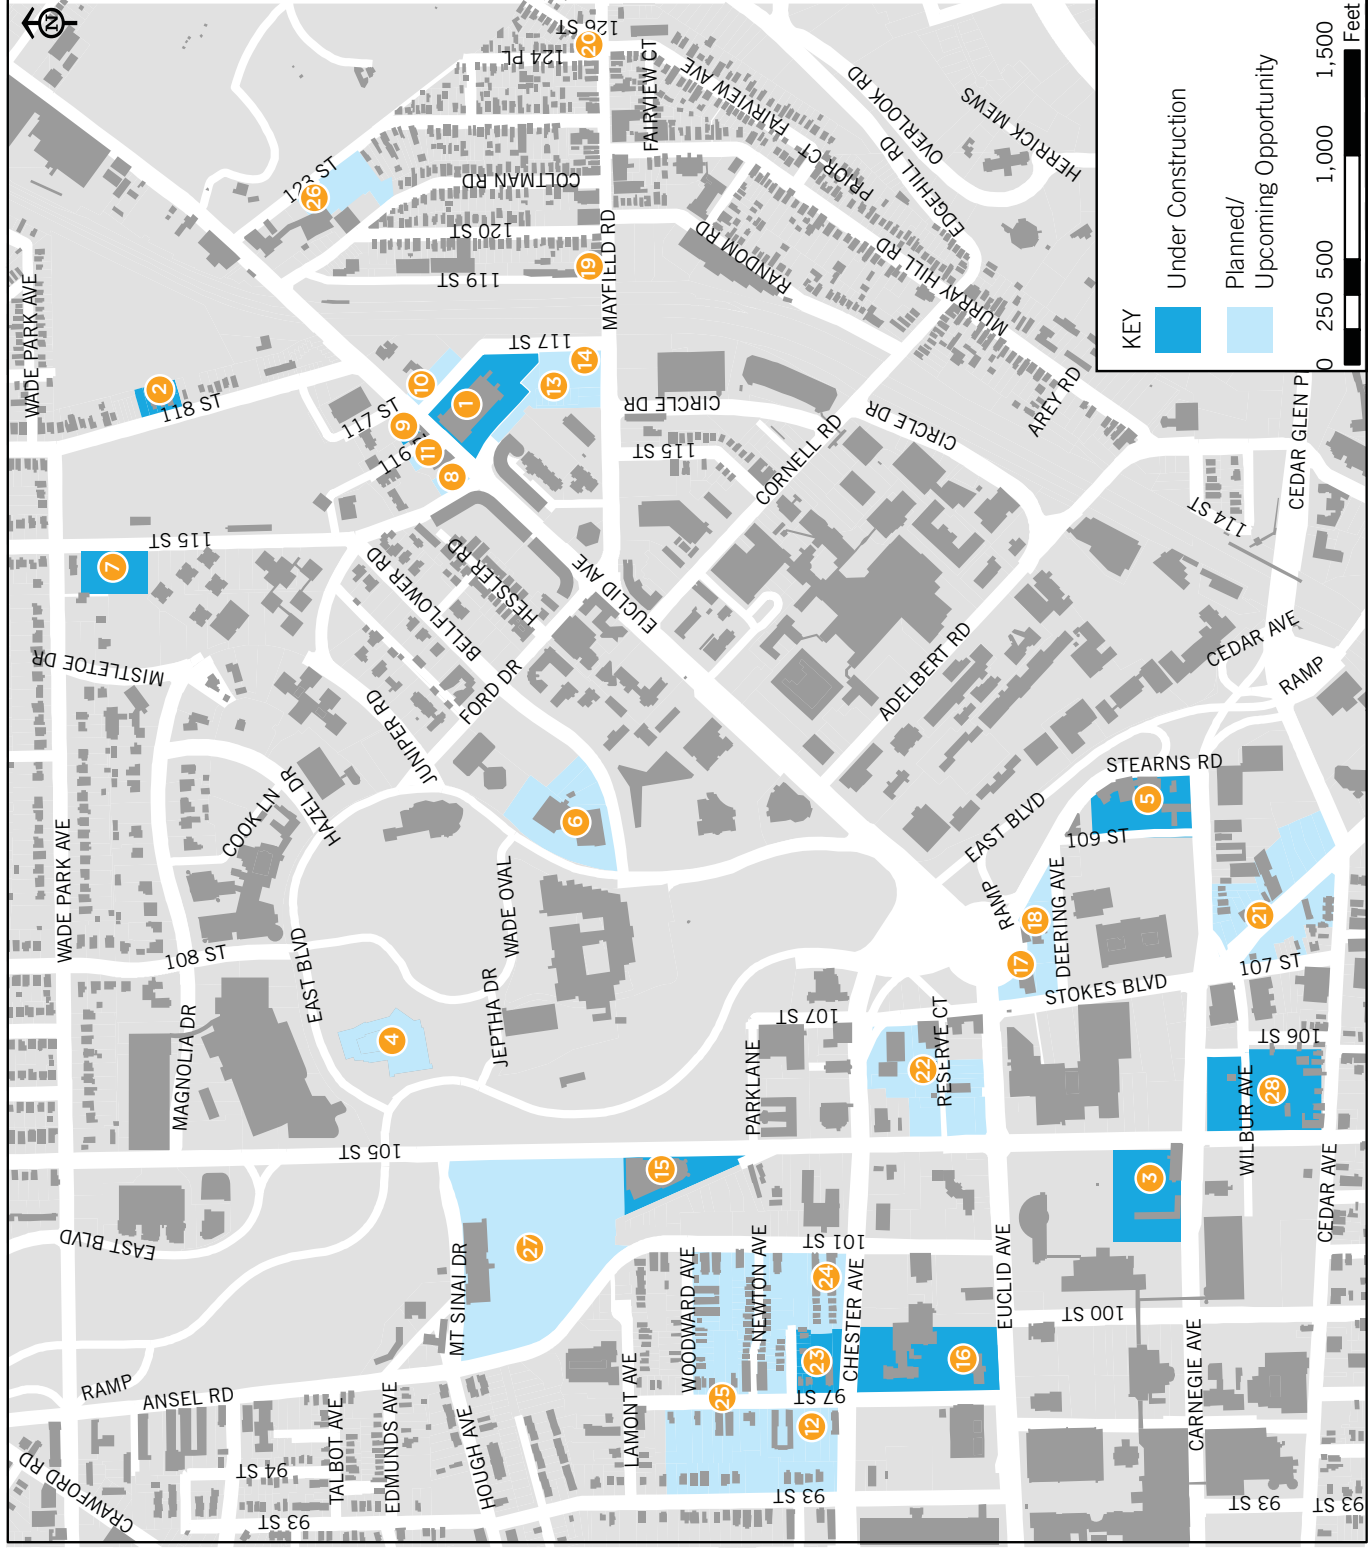 N
WADE PARK AVE
WADE PARK AVE
118 ST
117 ST
116
115 ST
MISTLETOE DR
EAST BLVD
CRAWFORD RD
RAMP
ANSEL RD
94 ST
93 ST
TALBOT AVE
EDMUNDS AVE
HOUGH AVE
MT SINAI DR
105 ST
MAGNOLIA DR
108 ST
EAST BLVD
COOK LN
HAZEL DR
JUNIPER RD
FORD DR
BELLFLOWER RD
HESSLER RD
EUCLID AVE
JEPTHA DR
WADE OVAL
123 ST
124 PL
126 ST
COLTMAN RD
120 ST
119 ST
117 ST
MAYFIELD RD
FAIRVIEW CT
FAIRVIEW AVE
PRIOR CT
EDGEHILL RD
OVERLOOK RD
HERRICK MEWS
RANDOM RD
MURRAY HILL RD
CIRCLE DR
CIRCLE DR
115 ST
CORNELL RD
AREY RD
ADELBERT RD
114 ST
CEDAR GLEN P
CEDAR AVE
RAMP
STEARNS RD
EAST BLVD
109 ST
RAMP
DEERING AVE
STOKES BLVD
107 ST
107 ST
PARKLANE
RESERVE CT
106 ST
WILBUR AVE
CEDAR AVE
101 ST
NEWTON AVE
WOODWARD AVE
LAMONT AVE
CHESTER AVE
97 ST
93 ST
EUCLID AVE
100 ST
CARNEGIE AVE
93 ST
93 ST
1
2
3
4
5
6
7
8
9
10
11
12
13
14
15
16
17
18
19
20
21
22
23
24
25
26
27
28
KEY
Under Construction
Planned/
Upcoming Opportunity
0 250 500 1,000 1,500
Feet